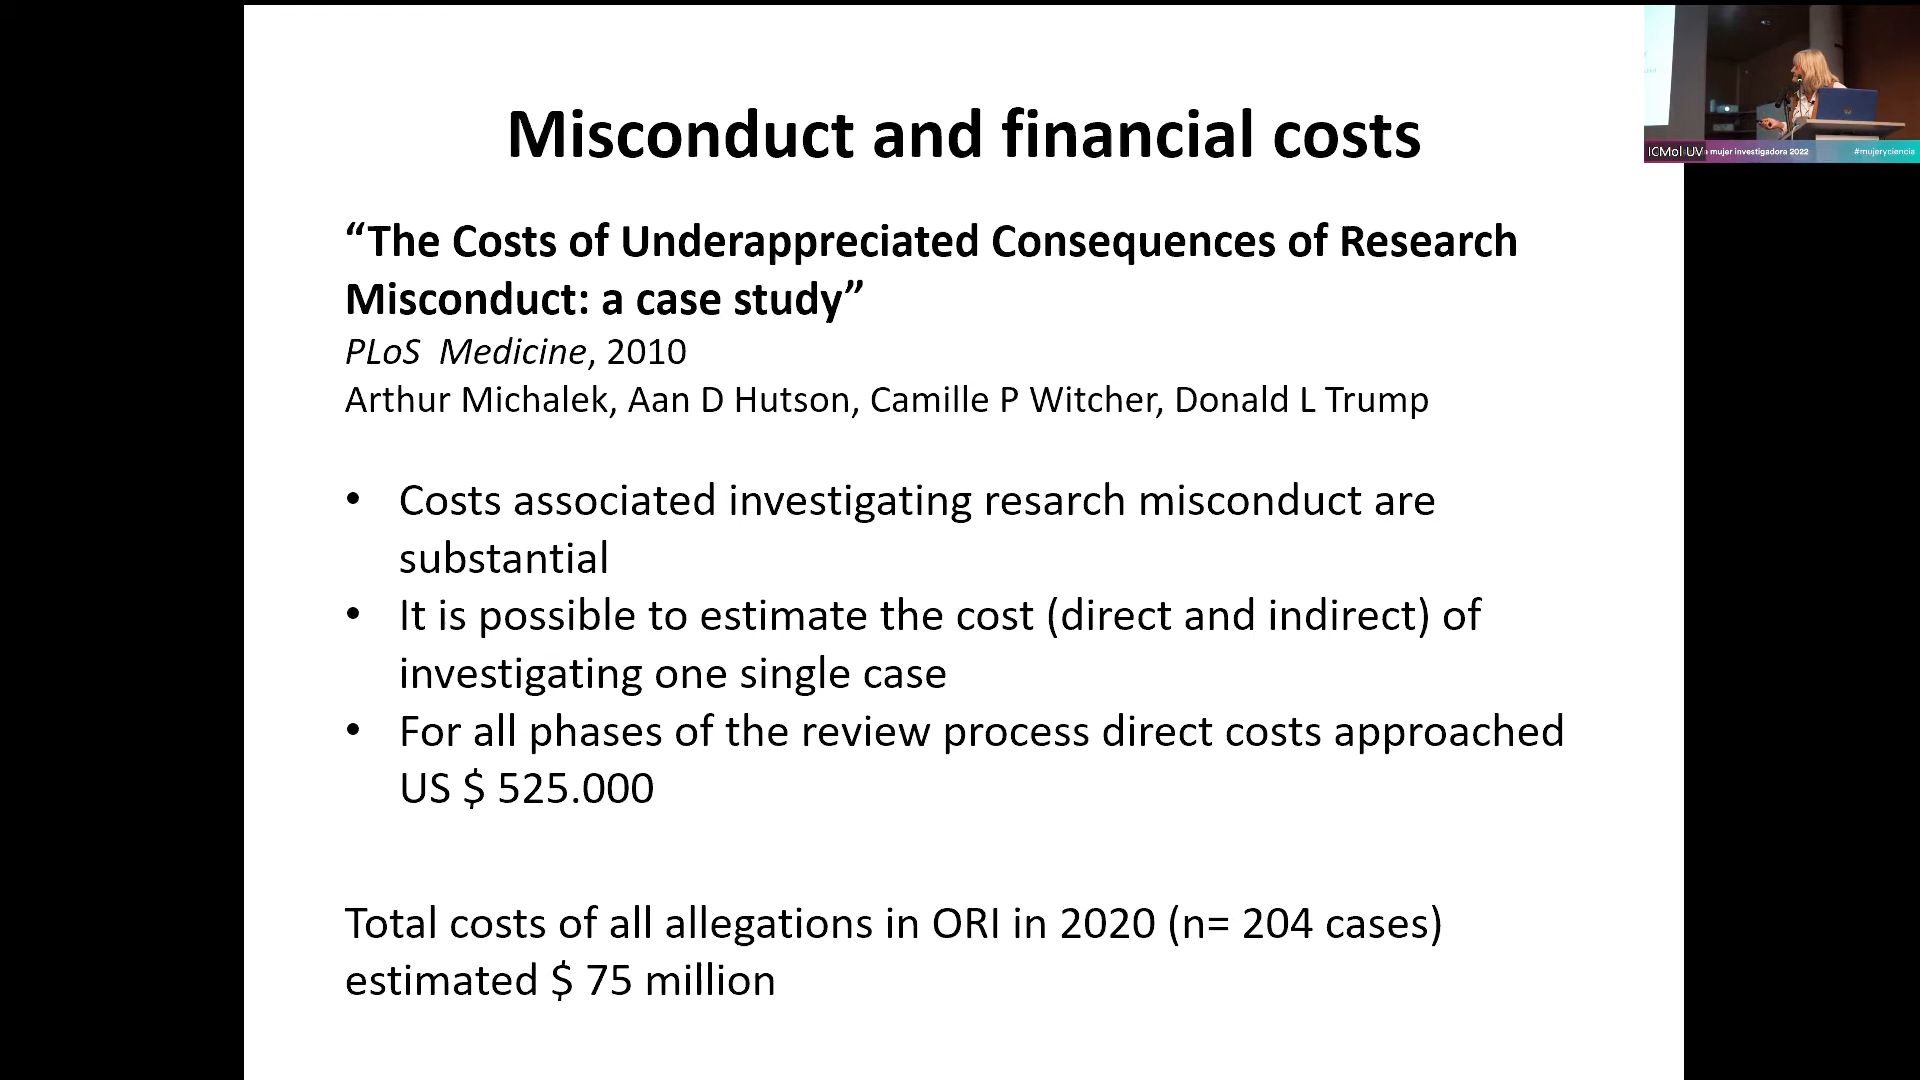 Misconduct and financial costs
“The Costs of Underappreciated Consequences of Research
Misconduct: a case study”
PLoS Medicine, 2010
Arthur Michalek, Aan D Hutson, Camille P Witcher, Donald L Trump
• Costs associated investigating resarch misconduct are
substantial
• It is possible to estimate the cost (direct and indirect) of
investigating one single case
• For all phases of the review process direct costs approached
US $ 525.000
Total costs of all allegations in ORI in 2020 (n= 204 cases)
estimated $ 75 million
ICMol UV
mujer investigadora 2022
#mujeryciencia